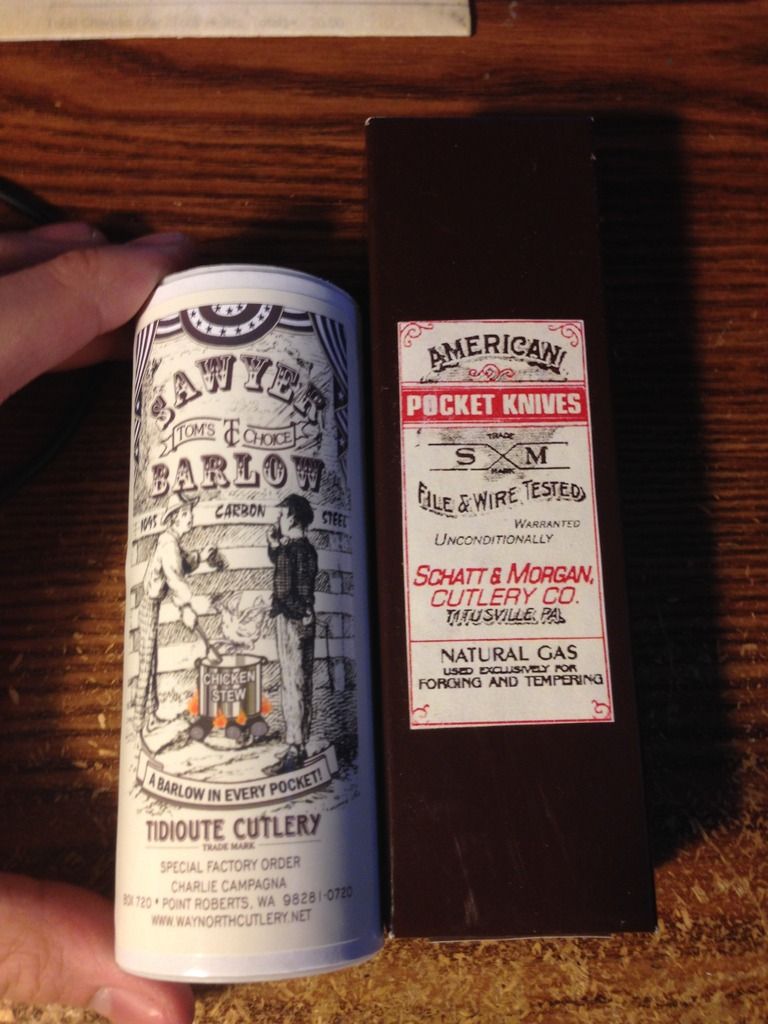 SAWYER
TOM'S TC CHOICE
BARLOW
1095 CARBON STEEL
CHICKEN
STEW
A BARLOW IN EVERY POCKET!
TIDIOUTE CUTLERY
TRADE MARK
SPECIAL FACTORY ORDER
CHARLIE CAMPAGNA
BOX 720 • POINT ROBERTS, WA 98281-0720
WWW.WAYNORTHCUTLERY.NET
AMERICAN
POCKET KNIVES
TRADE
S M
MARK
FILE & WIRE TESTED
WARRANTED
UNCONDITIONALLY
SCHATT & MORGAN,
CUTLERY CO.
TITUSVILLE, PA.
NATURAL GAS
USED EXCLUSIVELY FOR
FORGING AND TEMPERING